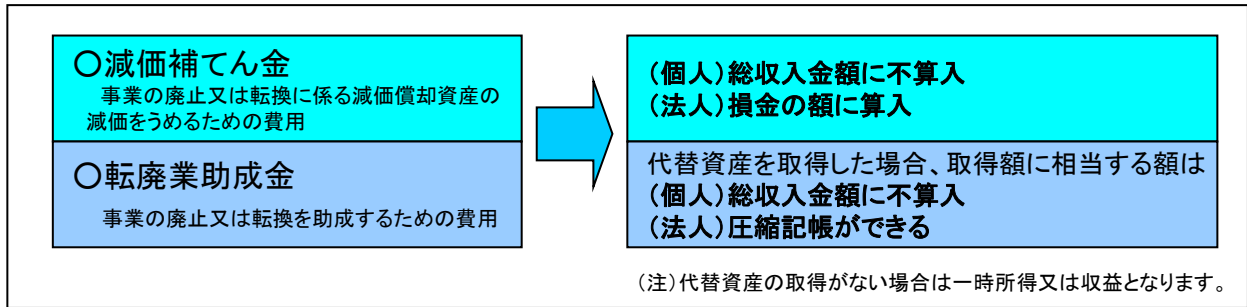 〇減価補てん金
事業の廃止又は転換に係る減価償却資産の
減価をうめるための費用
〇転廃業助成金
事業の廃止又は転換を助成するための費用
(個人)総収入金額に不算入
(法人)損金の額に算入
代替資産を取得した場合、取得額に相当する額は
(個人)総収入金額に不算入
(法人)圧縮記帳ができる
(注)代替資産の取得がない場合は一時所得又は収益となります。